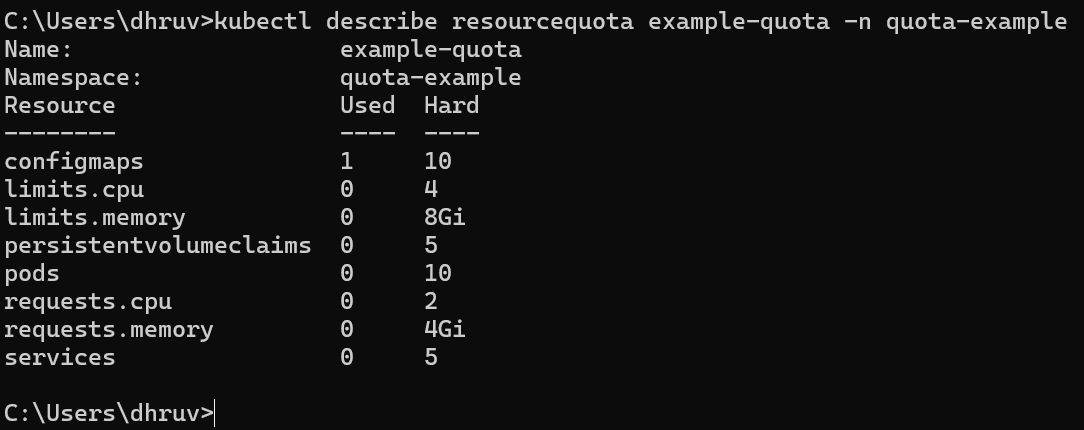 C:\Users\dhruv>kubectl describe resourcequota example-quota -n quota-example
Name:                   example-quota
Namespace:              quota-example
Resource                Used  Hard
--------                ----  ----
configmaps              1     10
limits.cpu              0     4
limits.memory           0     8Gi
persistentvolumeclaims  0     5
pods                    0     10
requests.cpu            0     2
requests.memory         0     4Gi
services                0     5
C:\Users\dhruv>